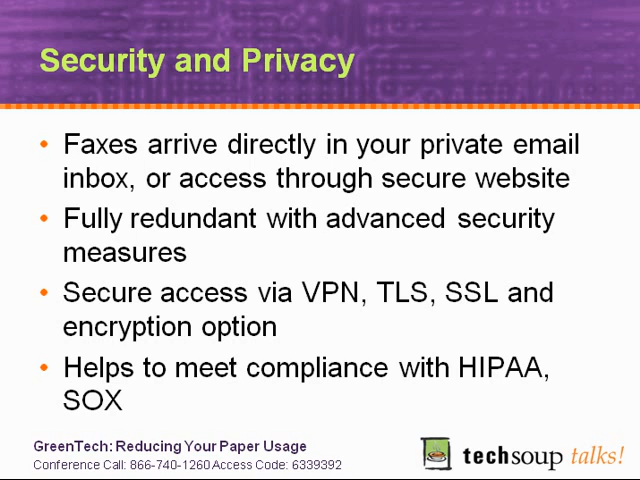 Security and Privacy
• Faxes arrive directly in your private email
inbox, or access through secure website
• Fully redundant with advanced security
measures
• Secure access via VPN, TLS, SSL and
encryption option
• Helps to meet compliance with HIPAA,
SOX
GreenTech: Reducing Your Paper Usage
Conference Call: 866-740-1260 Access Code: 6339392
techsoup talks!